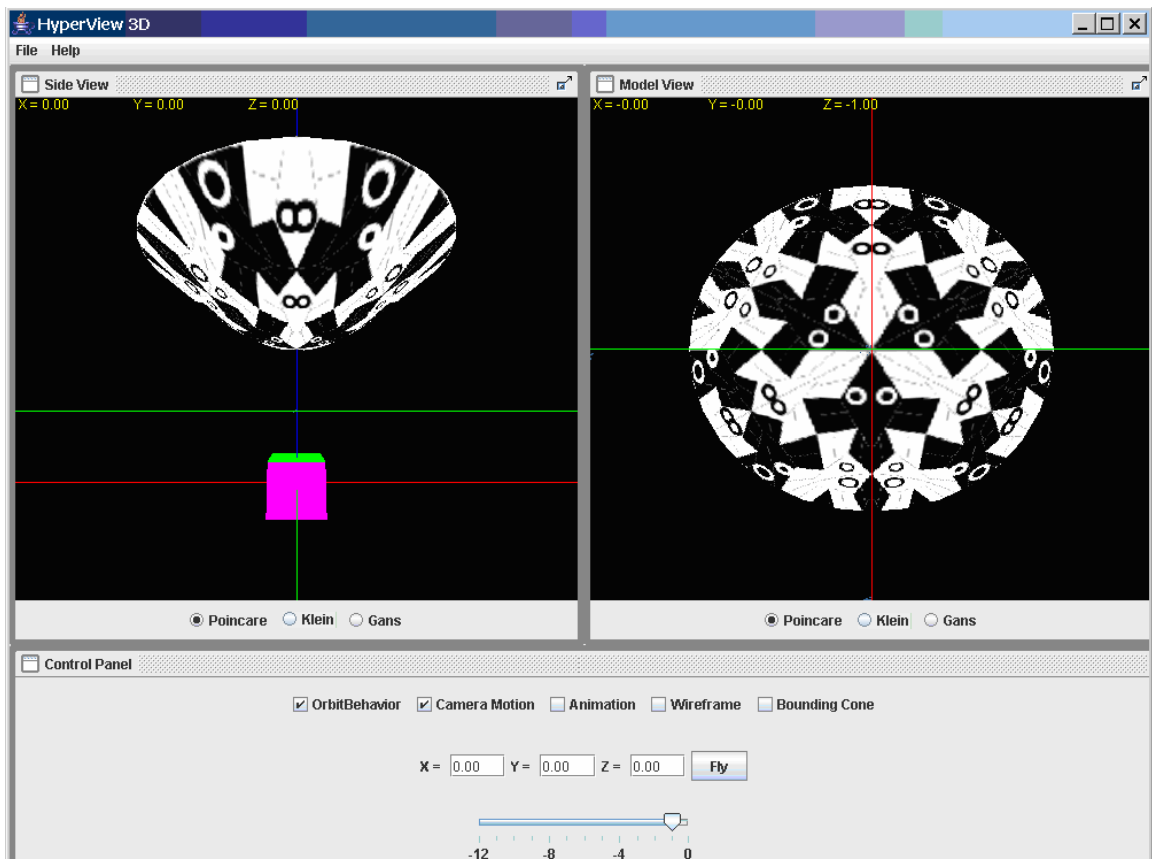 HyperView 3D
File Help
Side View
X = 0.00 Y = 0.00 Z = 0.00
Poincare Klein Gans
Model View
X = -0.00 Y = -0.00 Z = -1.00
Poincare Klein Gans
Control Panel
OrbitBehavior Camera Motion Animation Wireframe Bounding Cone
X = 0.00 Y = 0.00 Z = 0.00 Fly
-12 -8 -4 0